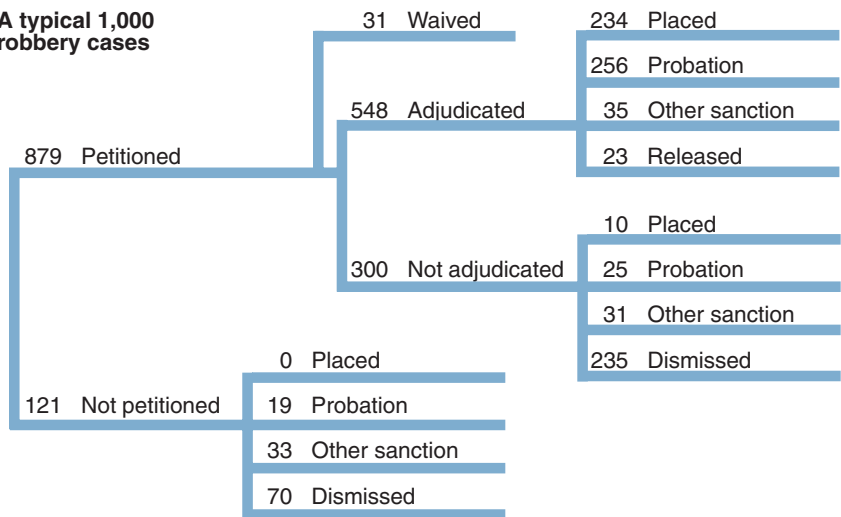 A typical 1,000
robbery cases
31 Waived
548 Adjudicated
879 Petitioned
234 Placed
256 Probation
35 Other sanction
23 Released
300 Not adjudicated
10 Placed
25 Probation
31 Other sanction
235 Dismissed
121 Not petitioned
0 Placed
19 Probation
33 Other sanction
70 Dismissed